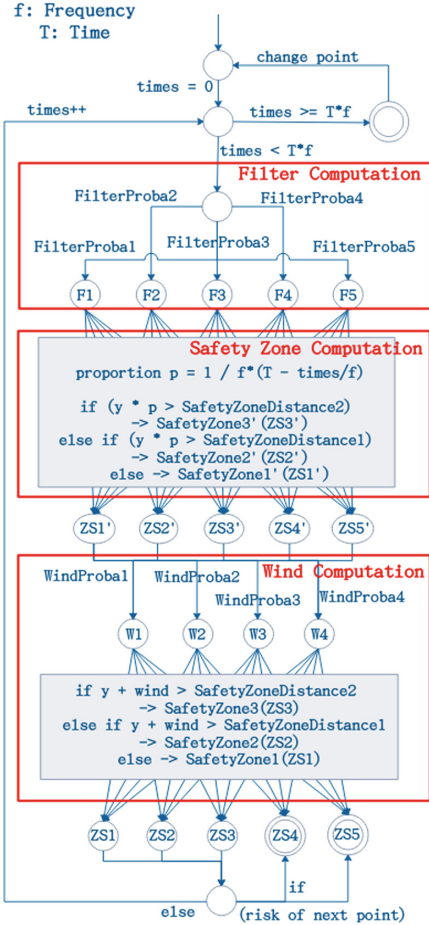 f: Frequency
T: Time
change point
times = 0
times++
times >= T*f
times < T*f
Filter Computation
FilterProba2
FilterProba4
FilterProba1
FilterProba3
FilterProba5
F1
F2
F3
F4
F5
Safety Zone Computation
proportion p = 1 / f*(T - times/f)
if (y * p > SafetyZoneDistance2)
-> SafetyZone3'(ZS3')
else if (y * p > SafetyZoneDistance1)
-> SafetyZone2'(ZS2')
else -> SafetyZone1'(ZS1')
ZS1'
ZS2'
ZS3'
ZS4'
ZS5'
Wind Computation
WindProba1
WindProba2
WindProba3
WindProba4
W1
W2
W3
W4
if y + wind > SafetyZoneDistance2
-> SafetyZone3(ZS3)
else if y + wind > SafetyZoneDistance1
-> SafetyZone2(ZS2)
else -> SafetyZone1(ZS1)
ZS1
ZS2
ZS3
ZS4
ZS5
if
else
(risk of next point)